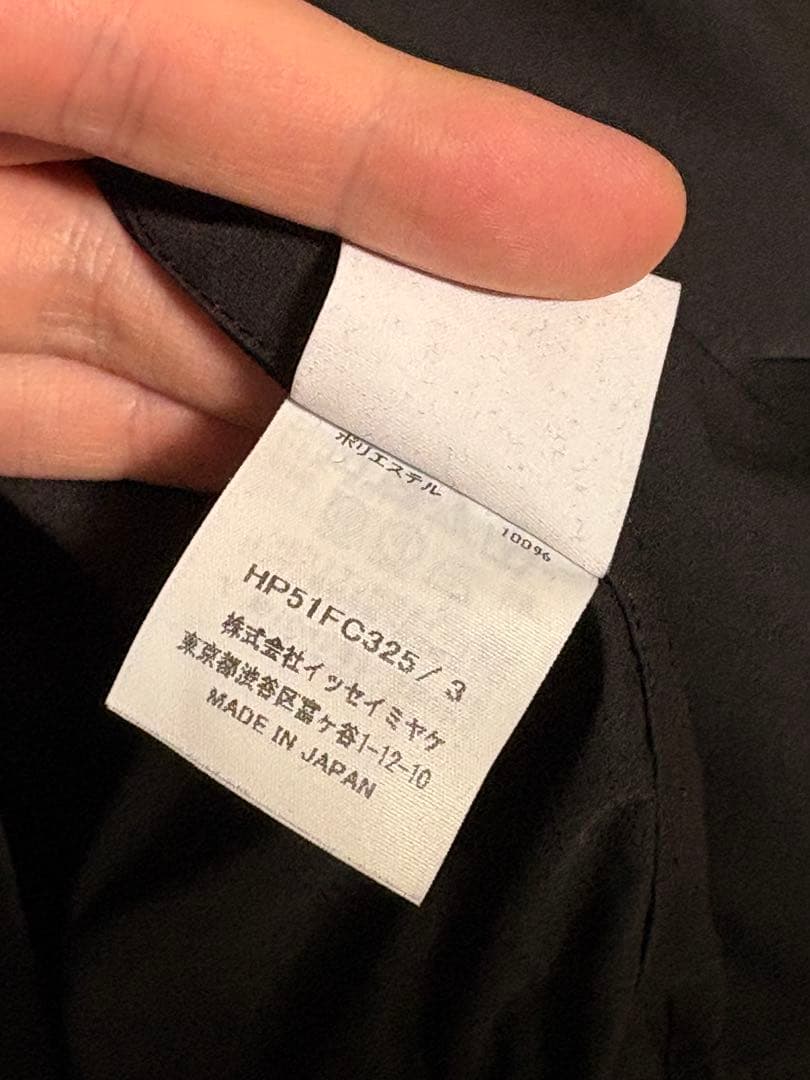 ポリエステル 100%
HP51FC325 / 3
株式会社イッセイミヤケ
東京都渋谷区富ヶ谷1-12-10
MADE IN JAPAN